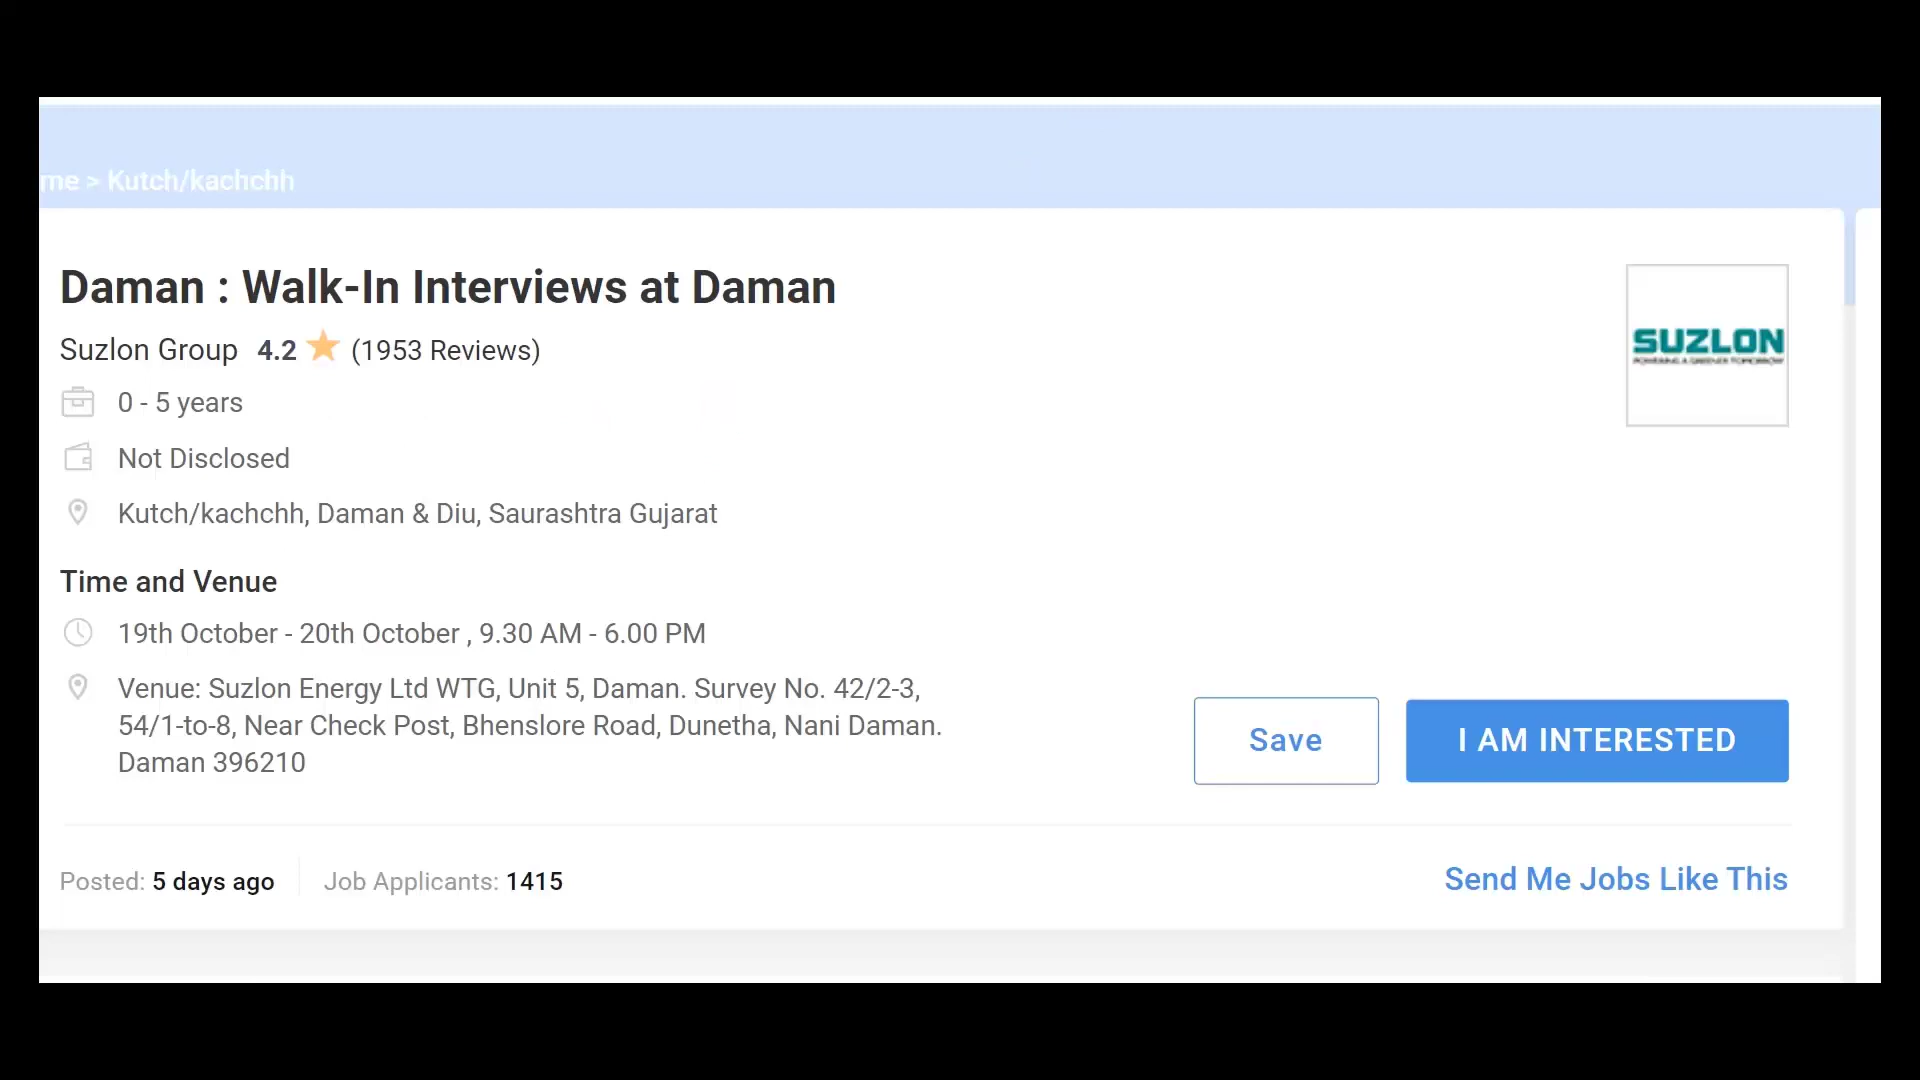 me > Kutch/kachchh
Daman : Walk-In Interviews at Daman
Suzlon Group 4.2 (1953 Reviews)
SUZLON
POWERING A GREENER TOMORROW
0 - 5 years
Not Disclosed
Kutch/kachchh, Daman & Diu, Saurashtra Gujarat
Time and Venue
19th October - 20th October , 9.30 AM - 6.00 PM
Venue: Suzlon Energy Ltd WTG, Unit 5, Daman. Survey No. 42/2-3,
54/1-to-8, Near Check Post, Bhenslore Road, Dunetha, Nani Daman.
Daman 396210
Save
I AM INTERESTED
Posted: 5 days ago
Job Applicants: 1415
Send Me Jobs Like This